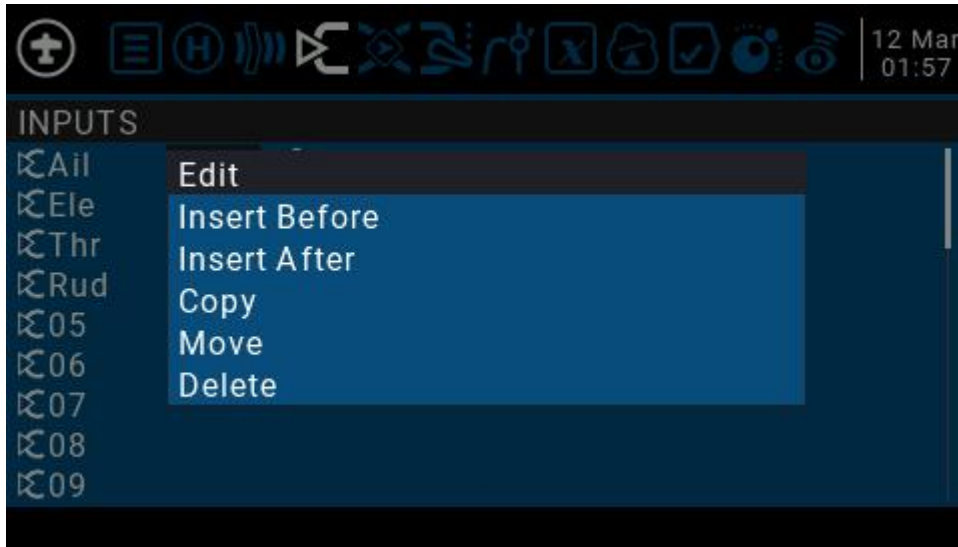 12 Mar
01:57
INPUTS
Ail
Ele
Thr
Rud
05
06
07
08
09
Edit
Insert Before
Insert After
Copy
Move
Delete